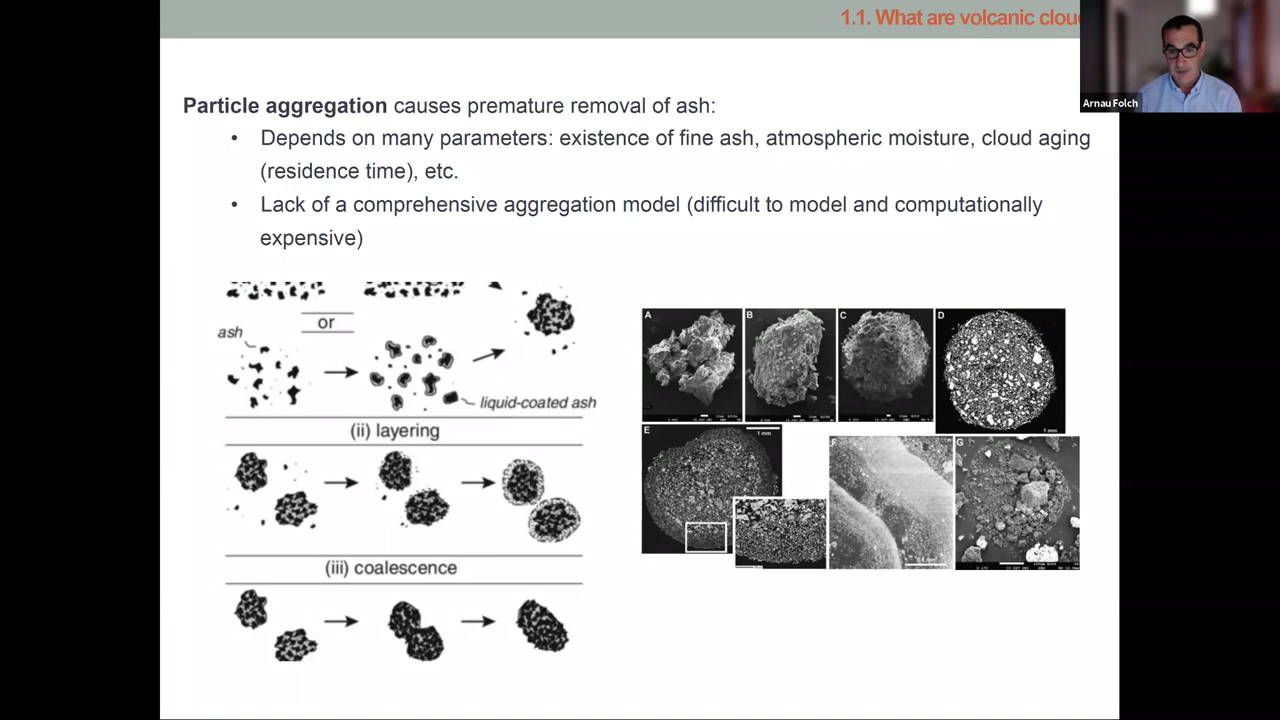 1.1. What are volcanic
Arnau Folch
Particle aggregation causes premature removal of ash:
• Depends on many parameters: existence of fine ash, atmospheric moisture, cloud aging
(residence time), etc.
• Lack of a comprehensive aggregation model (difficult to model and computationally
expensive)
or
ash
liquid-coated ash
(ii) layering
(iii) coalescence
A
B
C
D
1 mm
E
1 mm
F
G